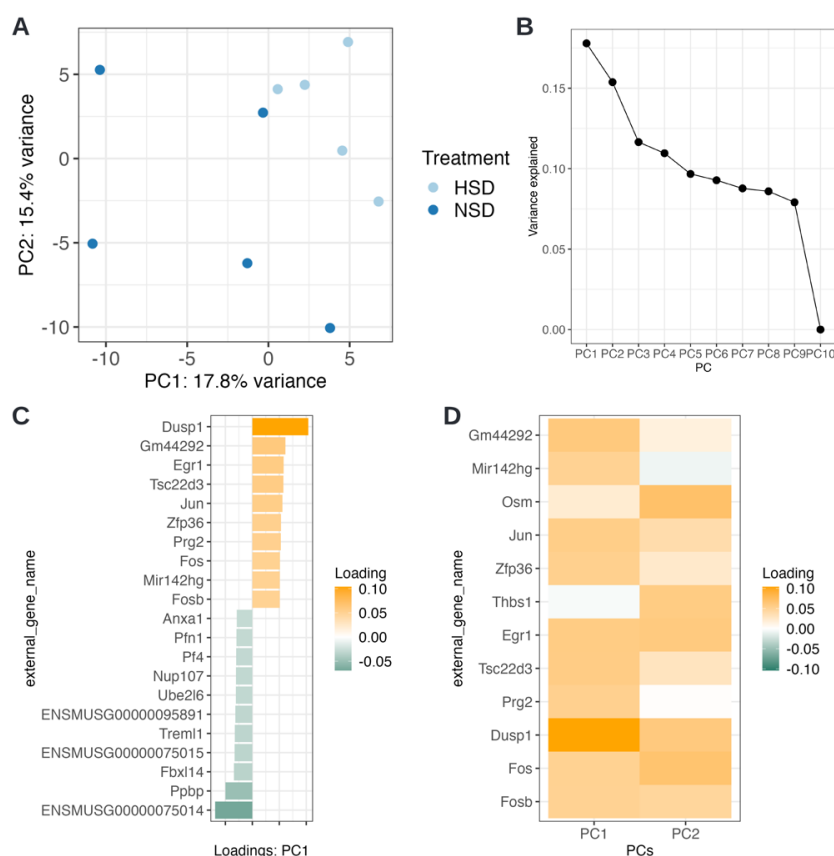 A
5
0
-5
-10
-10
-5
0
5
PC2: 15.4% variance
PC1: 17.8% variance
Treatment
HSD
NSD
B
0.15
0.10
0.05
0.00
Variance explained
PC1 PC2 PC3 PC4 PC5 PC6 PC7 PC8 PC9 PC10
PC
C
Dusp1
Gm44292
Egr1
Tsc22d3
Jun
Zfp36
Prg2
Fos
Mir142hg
Fosb
Anxa1
Pfn1
Pf4
Nup107
Ube2l6
ENSMUSG00000095891
Treml1
ENSMUSG00000075015
Fbxl14
Ppbp
ENSMUSG00000075014
external_gene_name
Loadings: PC1
Loading
0.10
0.05
0.00
-0.05
D
Gm44292
Mir142hg
Osm
Jun
Zfp36
Thbs1
Egr1
Tsc22d3
Prg2
Dusp1
Fos
Fosb
external_gene_name
PC1
PC2
PCs
Loading
0.10
0.05
0.00
-0.05
-0.10